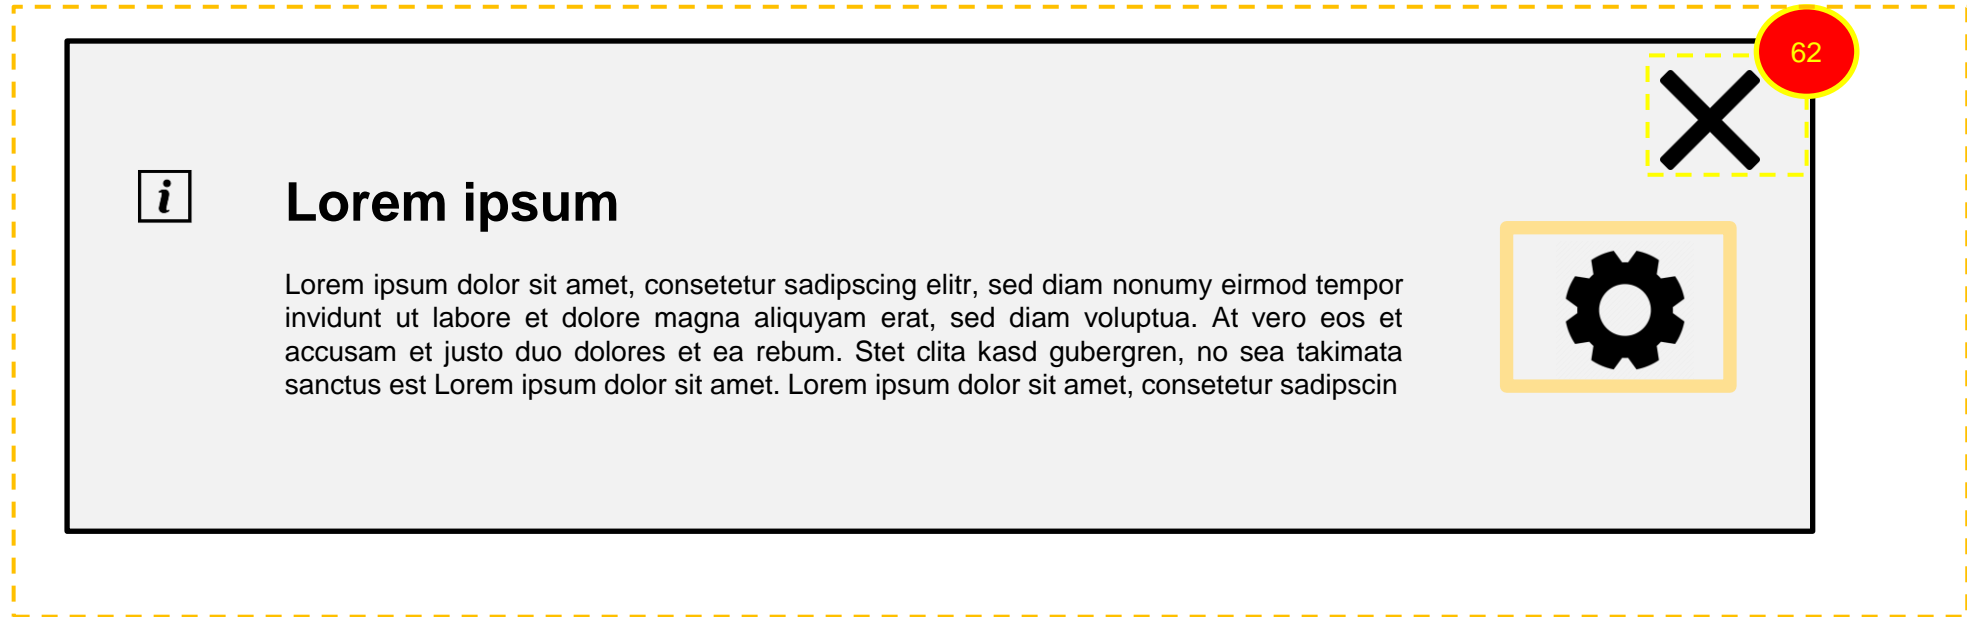 62
i
Lorem ipsum
Lorem ipsum dolor sit amet, consetetur sadipscing elitr, sed diam nonumy eirmod tempor
invidunt ut labore et dolore magna aliquyam erat, sed diam voluptua. At vero eos et
accusam et justo duo dolores et ea rebum. Stet clita kasd gubergren, no sea takimata
sanctus est Lorem ipsum dolor sit amet. Lorem ipsum dolor sit amet, consetetur sadipscin